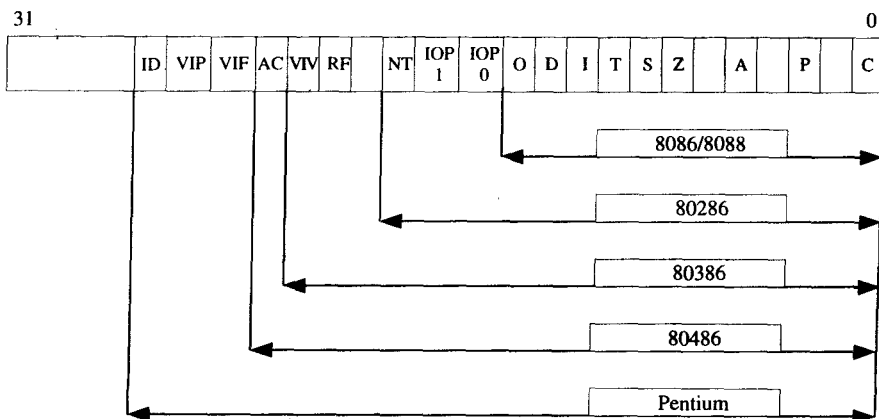 31 0
ID VIP VIF AC VIV RF NT IOP 1 IOP 0 O D I T S Z A P C
8086/8088
80286
80386
80486
Pentium